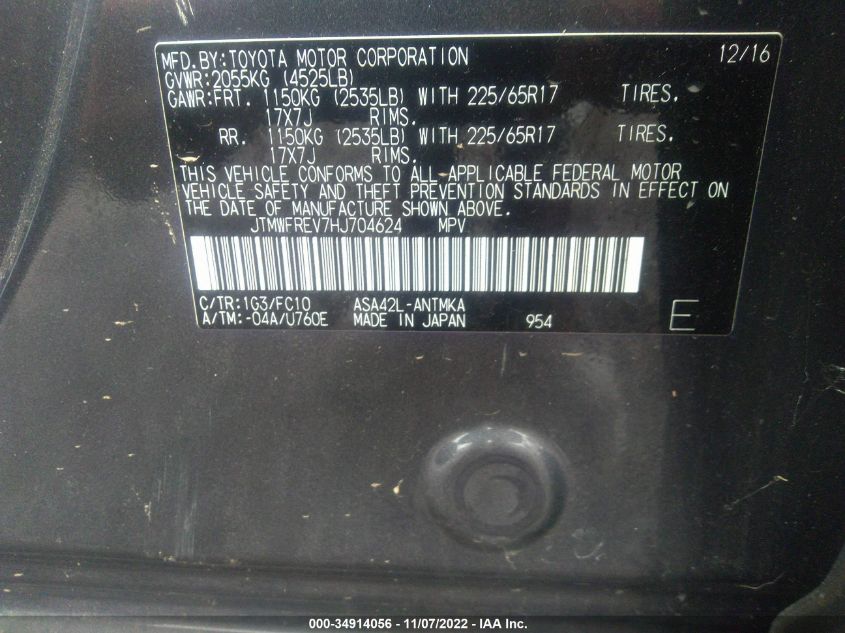 MFD.BY:TOYOTA MOTOR CORPORATION 12/16
GVWR:2055KG (4525LB)
GAWR:FRT. 1150KG (2535LB) WITH 225/65R17 TIRES.
17X7J RIMS.
RR. 1150KG (2535LB) WITH 225/65R17 TIRES.
17X7J RIMS.
THIS VEHICLE CONFORMS TO ALL APPLICABLE FEDERAL MOTOR
VEHICLE SAFETY AND THEFT PREVENTION STANDARDS IN EFFECT ON
THE DATE OF MANUFACTURE SHOWN ABOVE.
JTMWFREV7HJ704624 MPV
C/TR:1G3/FC10 ASA42L-ANTMKA
A/TM:-04A/U760E MADE IN JAPAN 954 E
000-34914056 - 11/07/2022 - IAA Inc.